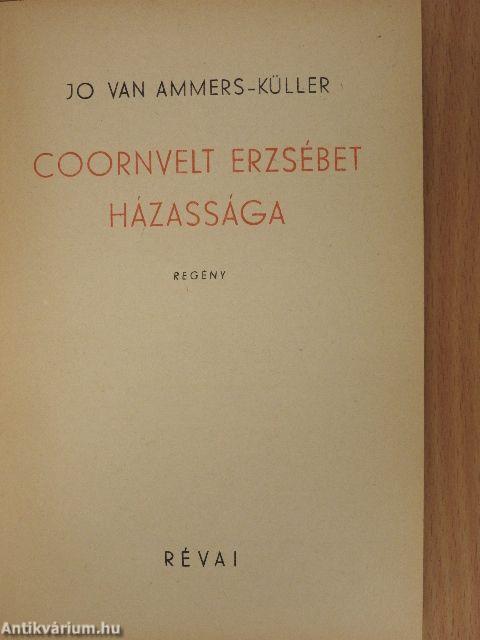 JO VAN AMMERS-KÜLLER
COORNVELT ERZSÉBET
HÁZASSÁGA
REGÉNY
RÉVAI
Antikvárium.hu